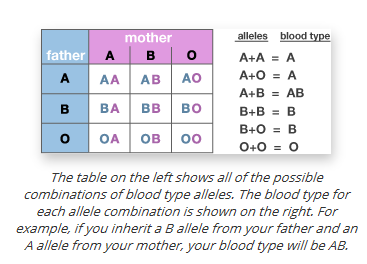 mother
father A B O
A AA AB AO
B BA BB BO
O OA OB OO
alleles blood type
A+A = A
A+O = A
A+B = AB
B+B = B
B+O = B
O+O = O
The table on the left shows all of the possible
combinations of blood type alleles. The blood type for
each allele combination is shown on the right. For
example, if you inherit a B allele from your father and an
A allele from your mother, your blood type will be AB.